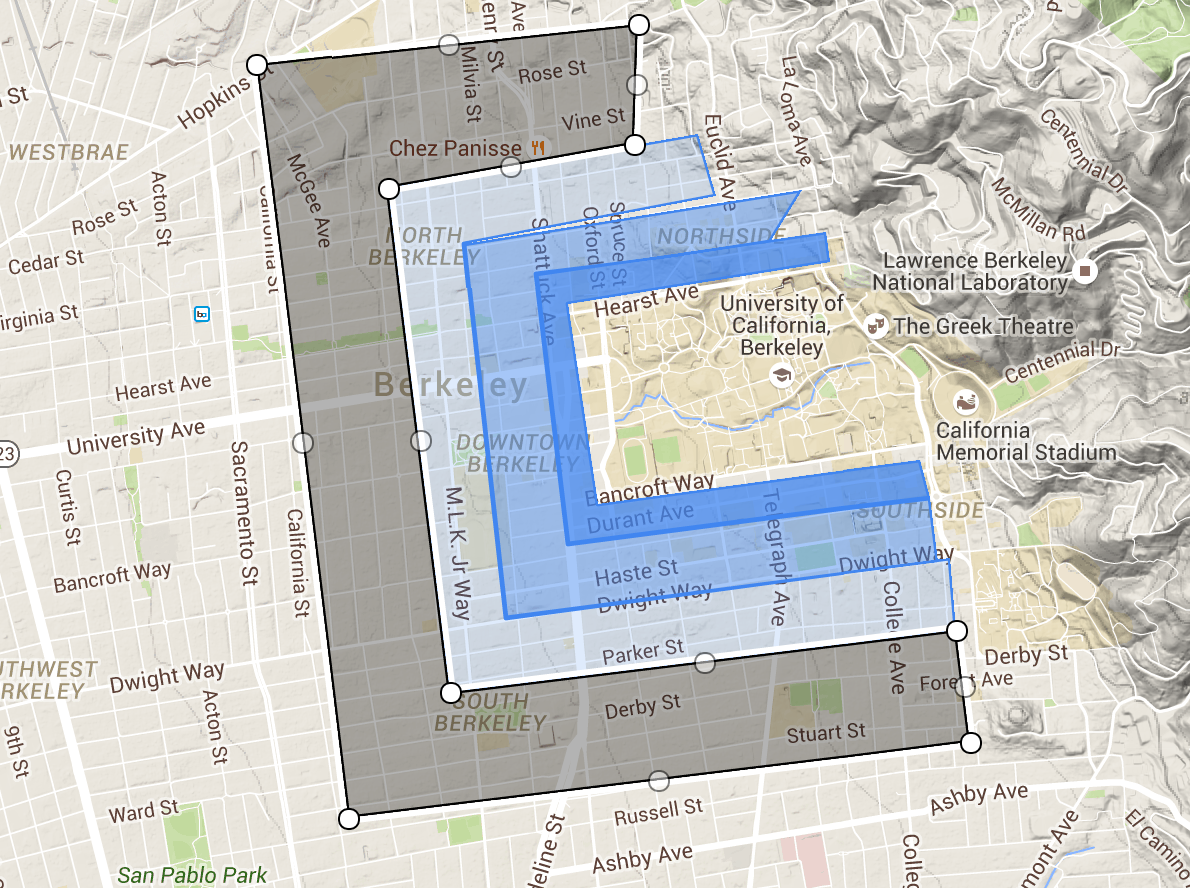 Ave
Milvia St
Rose St
Hopkins St
La Loma Ave
Centennial Dr
WESTBRAE
Vine St
Euclid Ave
Chez Panisse
McGee Ave
Acton St
Rose St
McMillan Rd
California St
Spruce St
Oxford St
Shattuck Ave
NORTH
BERKELEY
NORTHSIDE
Cedar St
Lawrence Berkeley
National Laboratory
Hearst Ave
University of
California,
Berkeley
The Greek Theatre
Centennial Dr
Hearst Ave
Berkeley
University Ave
23
DOWNTOWN
BERKELEY
California
Memorial Stadium
Sacramento St
Curtis St
M.L.K. Jr Way
Bancroft Way
Durant Ave
Telegraph Ave
SOUTHSIDE
California St
Bancroft Way
Haste St
Dwight Way
Dwight Way
College Ave
Parker St
Derby St
Forest Ave
Dwight Way
Acton St
SOUTH
BERKELEY
Derby St
Stuart St
9th St
Ward St
Russell St
Ashby Ave
Ashby Ave
El Camino
San Pablo Park